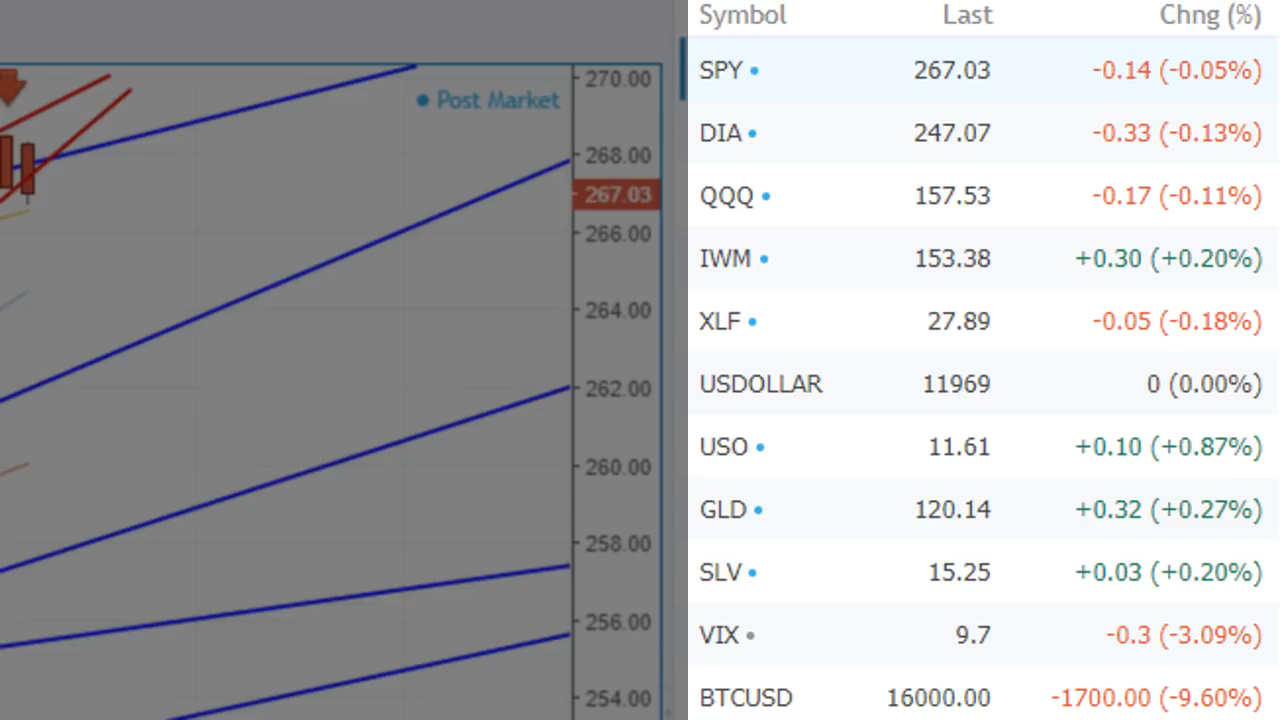 Symbol Last Chng (%)
270.00
SPY 267.03 -0.14 (-0.05%)
Post Market
DIA 247.07 -0.33 (-0.13%)
268.00
267.03
QQQ 157.53 -0.17 (-0.11%)
266.00
IWM 153.38 +0.30 (+0.20%)
264.00
XLF 27.89 -0.05 (-0.18%)
262.00
USDOLLAR 11969 0 (0.00%)
USO 11.61 +0.10 (+0.87%)
260.00
GLD 120.14 +0.32 (+0.27%)
258.00
SLV 15.25 +0.03 (+0.20%)
256.00
VIX 9.7 -0.3 (-3.09%)
254.00
BTCUSD 16000.00 -1700.00 (-9.60%)